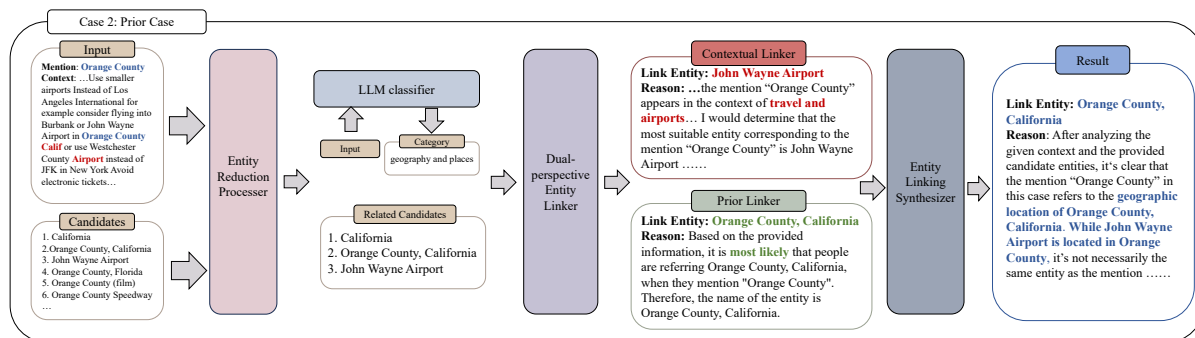 Case 2: Prior Case
Input
Mention: Orange County
Context: …Use smaller
airports Instead of Los
Angeles International for
example consider flying into
Burbank or John Wayne
Airport in Orange County
Calif or use Westchester
County Airport instead of
JFK in New York Avoid
electronic tickets…
Candidates
1. California
2.Orange County, California
3. John Wayne Airport
4. Orange County, Florida
5. Orange County (film)
6. Orange County Speedway
…
Entity
Reduction
Processer
LLM classifier
Input
Category
geography and places
Related Candidates
1. California
2. Orange County, California
3. John Wayne Airport
Dual-
perspective
Entity
Linker
Contextual Linker
Link Entity: John Wayne Airport
Reason: …the mention “Orange County”
appears in the context of travel and
airports… I would determine that the
most suitable entity corresponding to the
mention “Orange County” is John Wayne
Airport ……
Prior Linker
Link Entity: Orange County, California
Reason: Based on the provided
information, it is most likely that people
are referring Orange County, California,
when they mention "Orange County".
Therefore, the name of the entity is
Orange County, California.
Entity
Linking
Synthesizer
Result
Link Entity: Orange County,
California
Reason: After analyzing the
given context and the provided
candidate entities, it‘s clear that
the mention “Orange County” in
this case refers to the geographic
location of Orange County,
California. While John Wayne
Airport is located in Orange
County, it’s not necessarily the
same entity as the mention ……